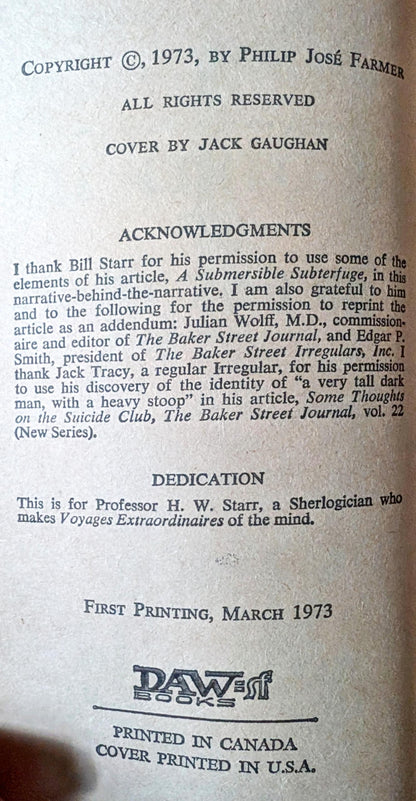 COPYRIGHT ©, 1973, BY PHILIP JOSÉ FARMER
ALL RIGHTS RESERVED
COVER BY JACK GAUGHAN
ACKNOWLEDGMENTS
I thank Bill Starr for his permission to use some of the
elements of his article, A Submersible Subterfuge, in this
narrative-behind-the-narrative. I am also grateful to him
and to the following for the permission to reprint the
article as an addendum: Julian Wolff, M.D., commission-
aire and editor of The Baker Street Journal, and Edgar P.
Smith, president of The Baker Street Irregulars, Inc. I
thank Jack Tracy, a regular Irregular, for his permission
to use his discovery of the identity of "a very tall dark
man, with a heavy stoop" in his article, Some Thoughts
on the Suicide Club, The Baker Street Journal, vol. 22
(New Series).
DEDICATION
This is for Professor H. W. Starr, a Sherlogician who
makes Voyages Extraordinaires of the mind.
FIRST PRINTING, MARCH 1973
DAW=sf
BOOKS
PRINTED IN CANADA
COVER PRINTED IN U.S.A.